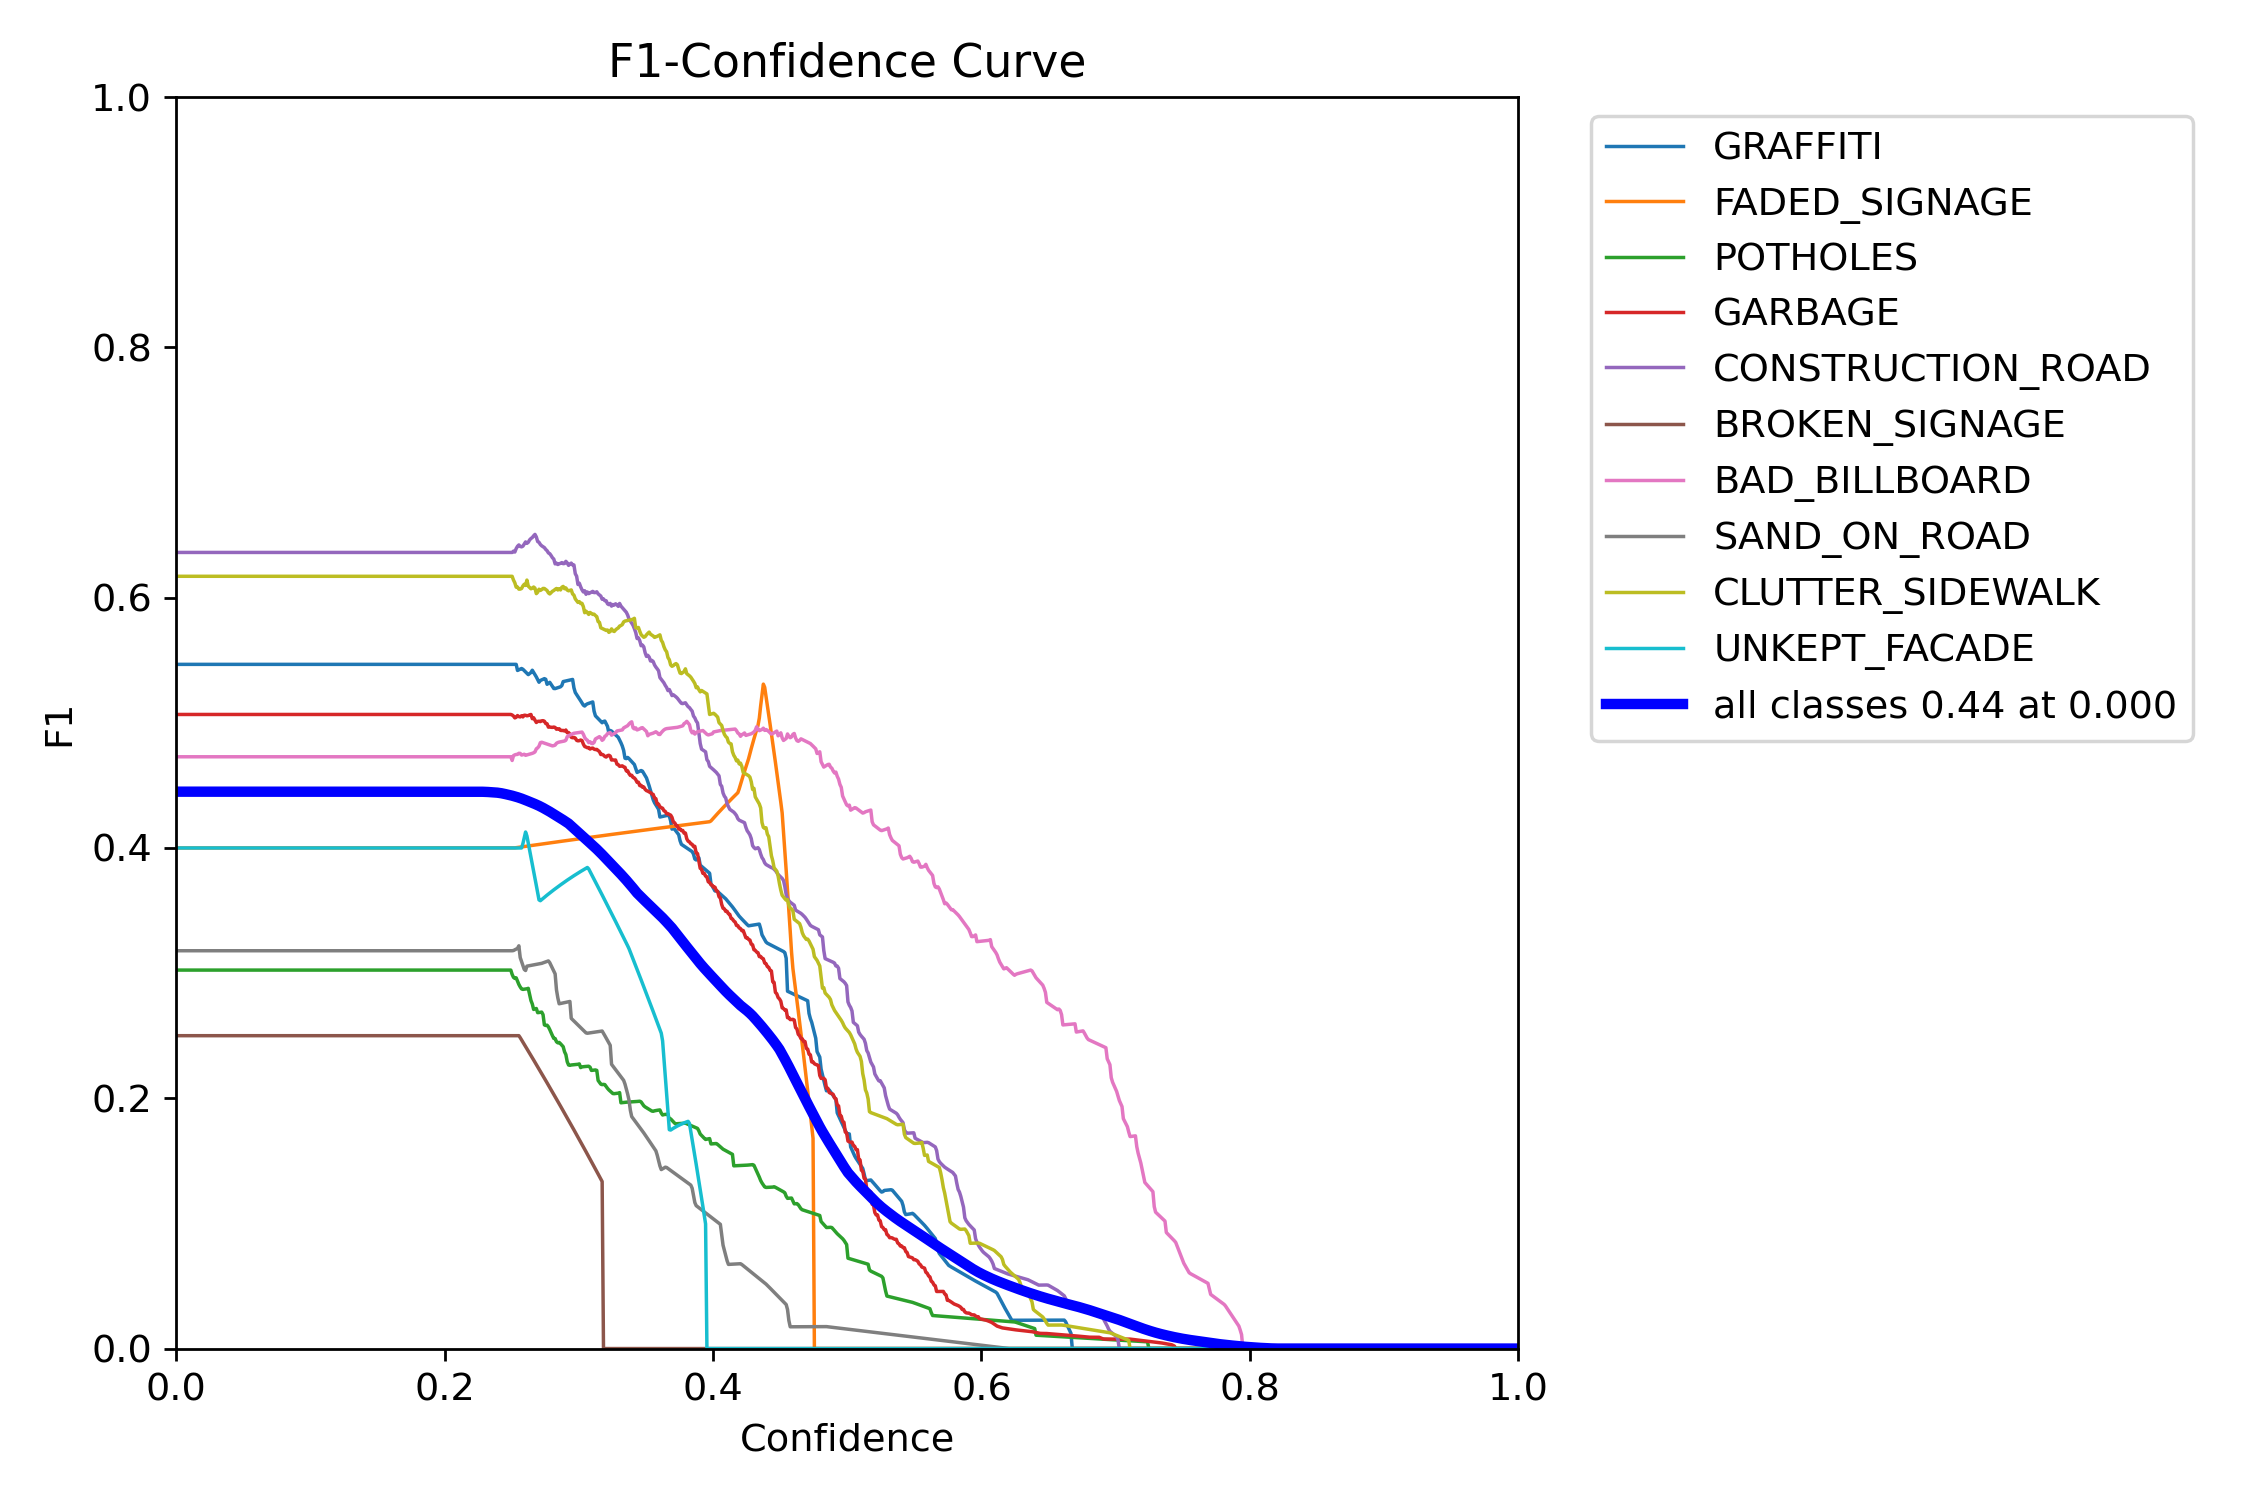 F1-Confidence Curve
1.0
0.8
0.6
0.4
0.2
0.0
F1
0.0 0.2 0.4 0.6 0.8 1.0
Confidence
GRAFFITI
FADED_SIGNAGE
POTHOLES
GARBAGE
CONSTRUCTION_ROAD
BROKEN_SIGNAGE
BAD_BILLBOARD
SAND_ON_ROAD
CLUTTER_SIDEWALK
UNKEPT_FACADE
all classes 0.44 at 0.000